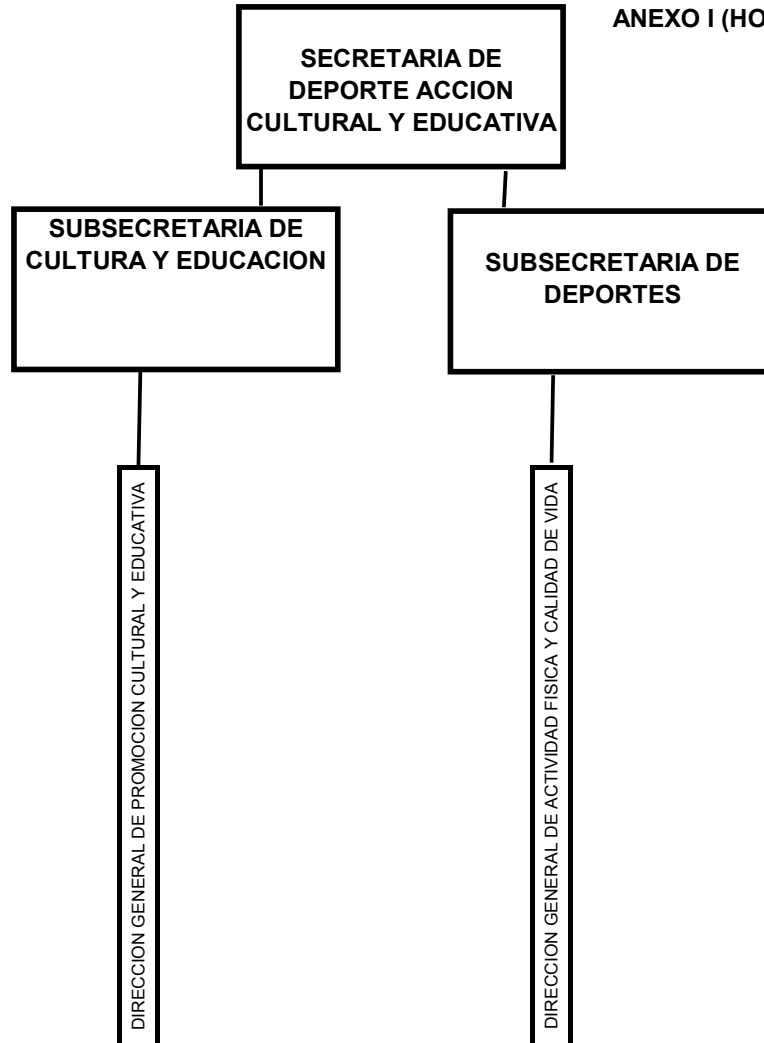 ANEXO I (HO
SECRETARIA DE
DEPORTE ACCION
CULTURAL Y EDUCATIVA
SUBSECRETARIA DE
CULTURA Y EDUCACION
SUBSECRETARIA DE
DEPORTES
DIRECCION GENERAL DE PROMOCION CULTURAL Y EDUCATIVA
DIRECCION GENERAL DE ACTIVIDAD FISICA Y CALIDAD DE VIDA